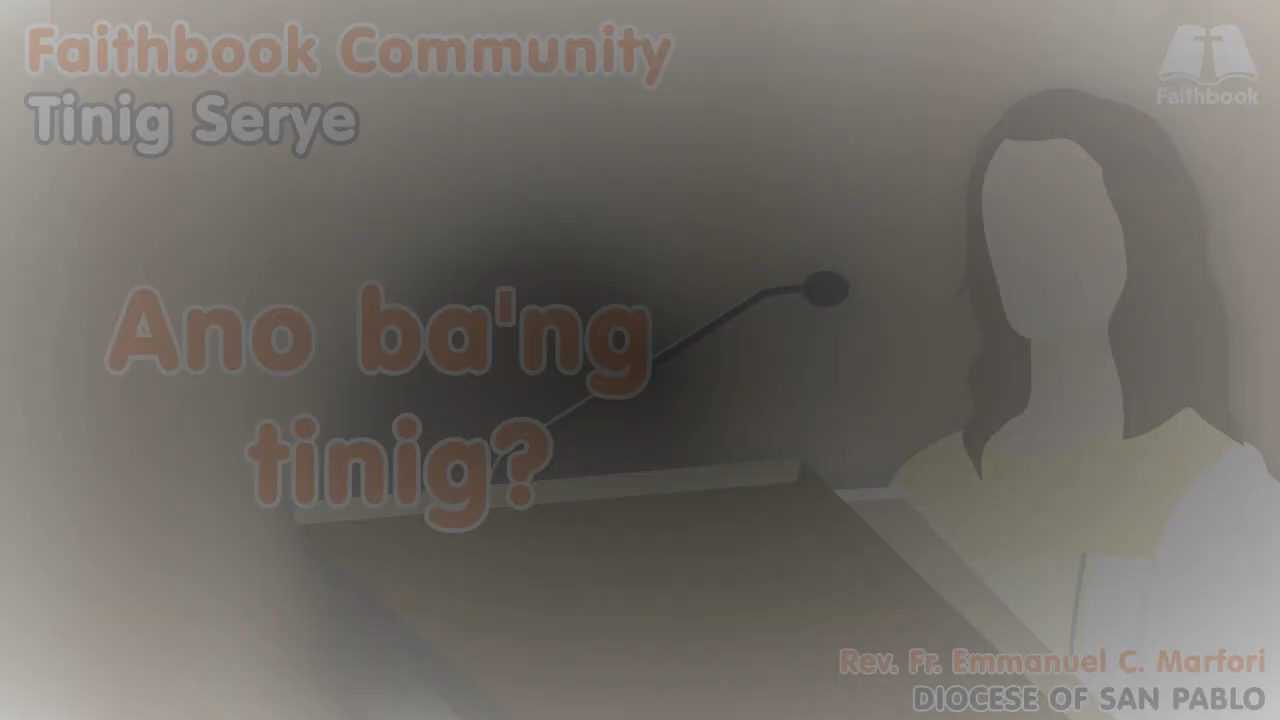 Faithbook Community
Tinig Serye
Faithbook
Ano ba'ng
tinig?
Rev. Fr. Emmanuel C. Marfori
DIOCESE OF SAN PABLO